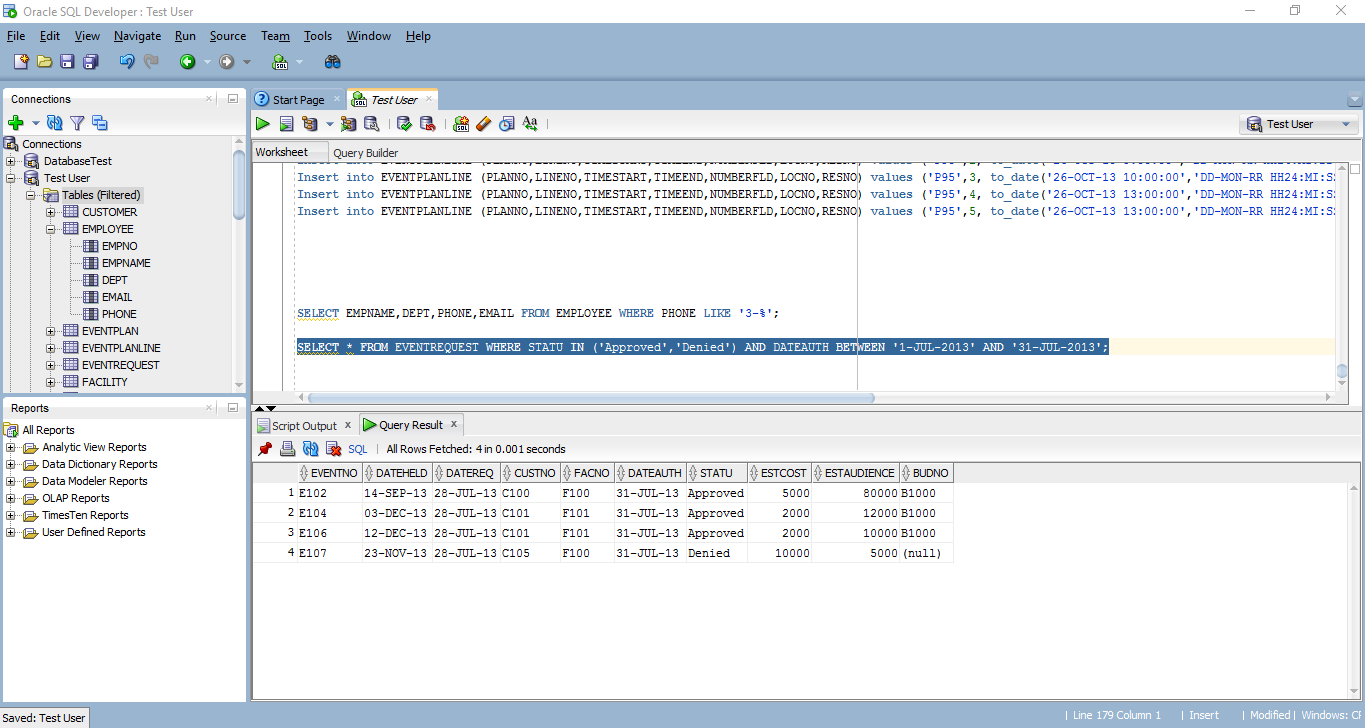 Oracle SQL Developer : Test User
File Edit View Navigate Run Source Team Tools Window Help
Connections
Connections
DatabaseTest
Test User
Tables (Filtered)
CUSTOMER
EMPLOYEE
EMPNO
EMPNAME
DEPT
EMAIL
PHONE
EVENTPLAN
EVENTPLANLINE
EVENTREQUEST
FACILITY
Reports
All Reports
Analytic View Reports
Data Dictionary Reports
Data Modeler Reports
OLAP Reports
TimesTen Reports
User Defined Reports
Start Page Test User
Test User
Worksheet Query Builder
Insert into EVENTPLANLINE (PLANNO,LINENO,TIMESTART,TIMEEND,NUMBERFLD,LOCNO,RESNO) values ('P95',3, to_date('26-OCT-13 10:00:00','DD-MON-RR HH24:MI:S
Insert into EVENTPLANLINE (PLANNO,LINENO,TIMESTART,TIMEEND,NUMBERFLD,LOCNO,RESNO) values ('P95',4, to_date('26-OCT-13 13:00:00','DD-MON-RR HH24:MI:S
Insert into EVENTPLANLINE (PLANNO,LINENO,TIMESTART,TIMEEND,NUMBERFLD,LOCNO,RESNO) values ('P95',5, to_date('26-OCT-13 13:00:00','DD-MON-RR HH24:MI:S
SELECT EMPNAME,DEPT,PHONE,EMAIL FROM EMPLOYEE WHERE PHONE LIKE '3-%';
SELECT * FROM EVENTREQUEST WHERE STATU IN ('Approved','Denied') AND DATEAUTH BETWEEN '1-JUL-2013' AND '31-JUL-2013';
Script Output Query Result
SQL All Rows Fetched: 4 in 0.001 seconds
EVENTNO DATEHELD DATEREQ CUSTNO FACNO DATEAUTH STATU ESTCOST ESTAUDIENCE BUDNO
1 E102 14-SEP-13 28-JUL-13 C100 F100 31-JUL-13 Approved 5000 80000 B1000
2 E104 03-DEC-13 28-JUL-13 C101 F101 31-JUL-13 Approved 2000 12000 B1000
3 E106 12-DEC-13 28-JUL-13 C101 F101 31-JUL-13 Approved 2000 10000 B1000
4 E107 23-NOV-13 28-JUL-13 C105 F100 31-JUL-13 Denied 10000 5000 (null)
Saved: Test User
Line 179 Column 1 Insert Modified Windows: CR